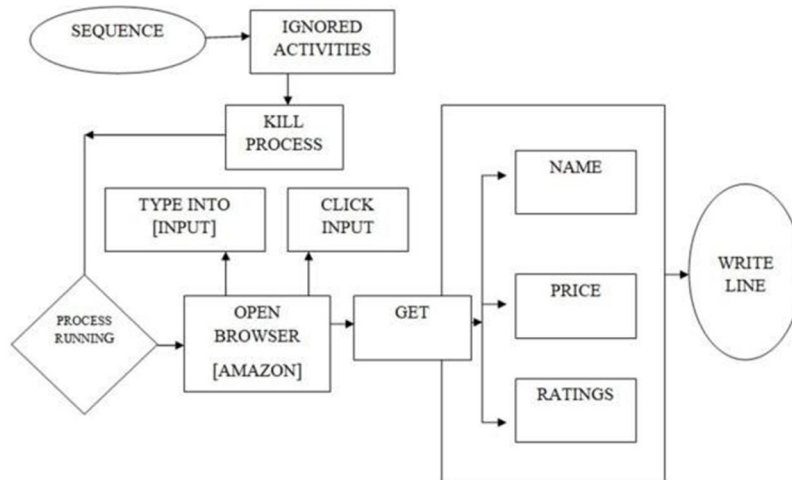 SEQUENCE
IGNORED
ACTIVITIES
KILL
PROCESS
TYPE INTO
[INPUT]
CLICK
INPUT
PROCESS
RUNNING
OPEN
BROWSER
[AMAZON]
GET
NAME
PRICE
RATINGS
WRITE
LINE